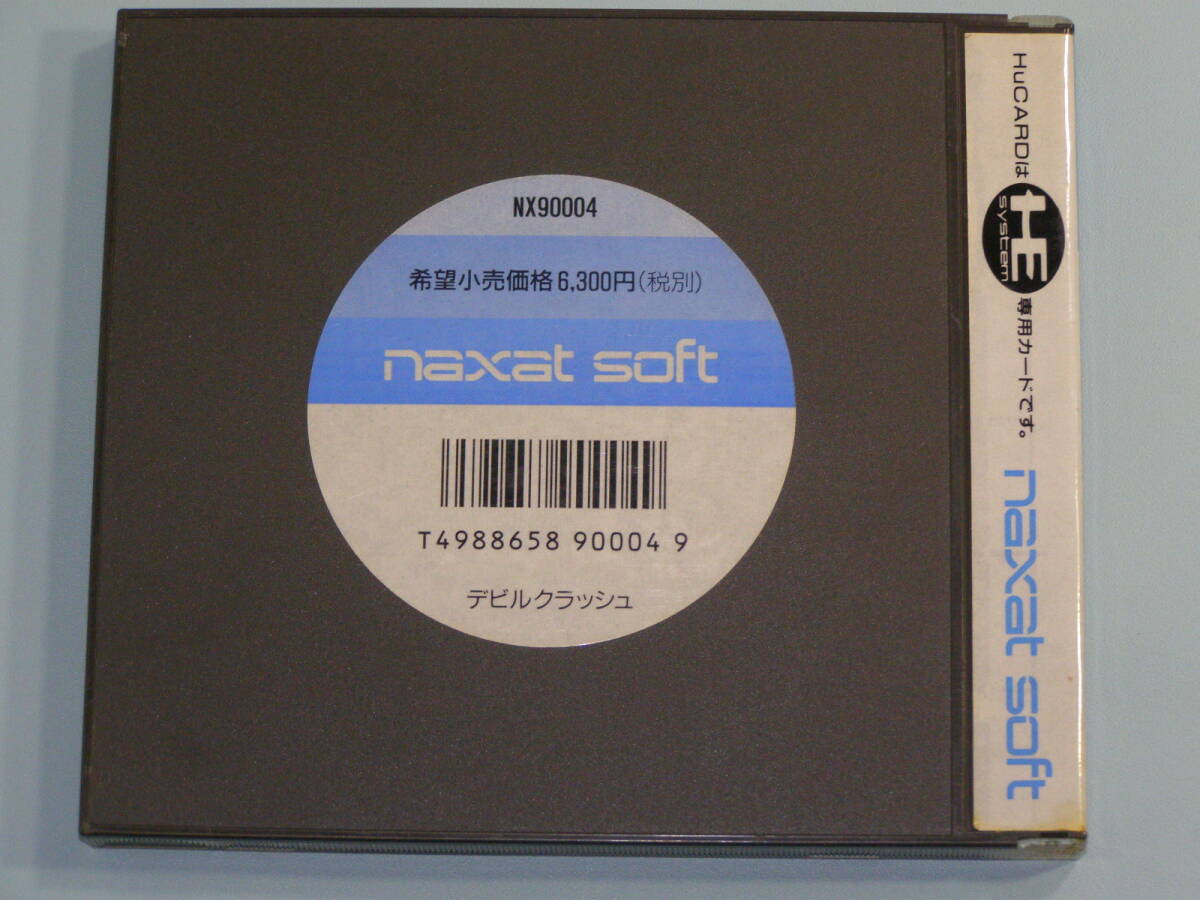 NX90004
希望小売価格6,300円(税別)
naxat soft
T4988658 90004 9
デビルクラッシュ
HuCARDは HE system 専用カードです。
naxat soft